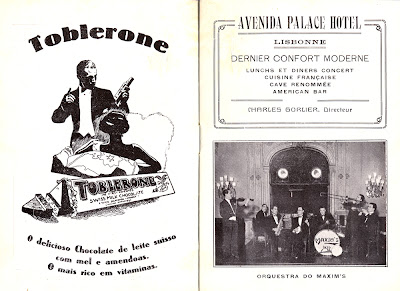 Toblerone
TOBLERONE
SWISS MILK CHOCOLATE
O delicioso Chocolate de leite suisso
com mel e amendoas.
O mais rico em vitaminas.
AVENIDA PALACE HOTEL
LISBONNE
DERNIER CONFORT MODERNE
LUNCHS ET DINERS CONCERT
CUISINE FRANÇAISE
CAVE RENOMMÉE
AMERICAN BAR
CHARLES BORLIER, Directeur
MAXIM'S
ORQUESTRA DO MAXIM'S